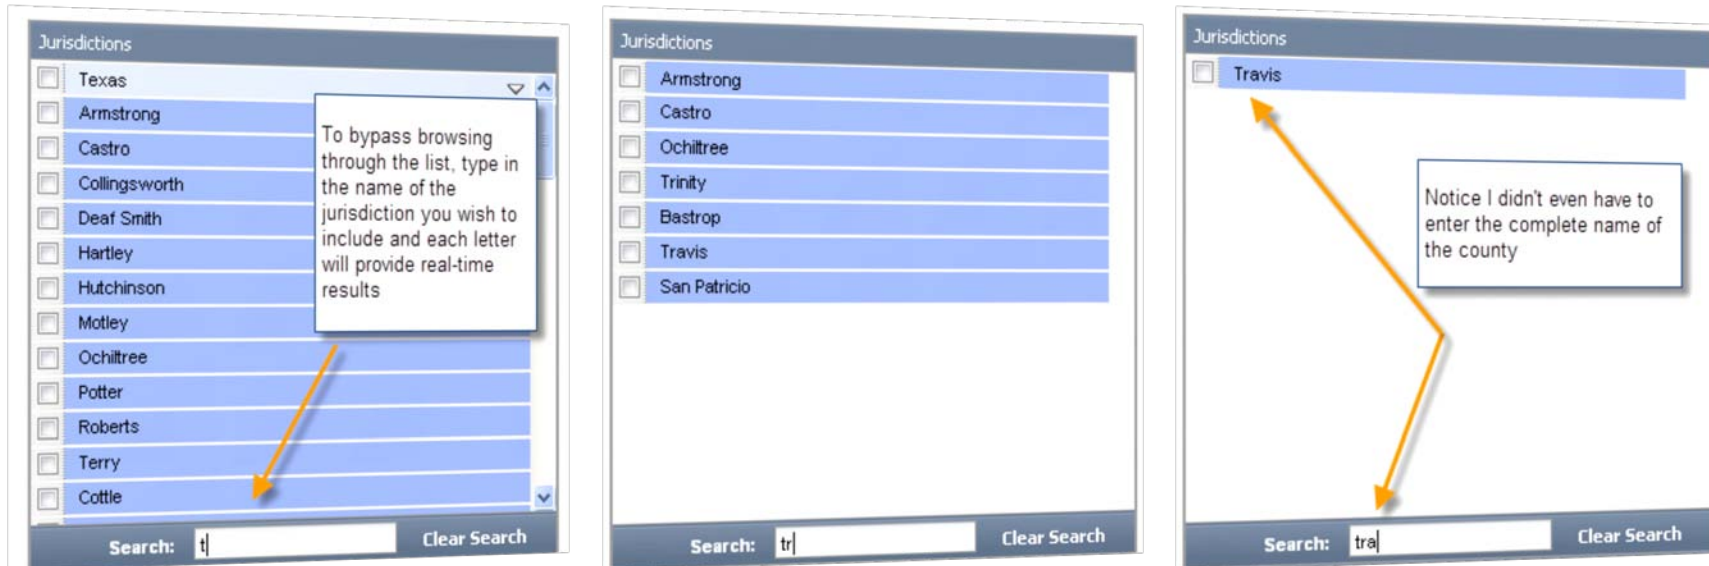 Jurisdictions
Texas
Armstrong
Castro
Collingsworth
Deaf Smith
Hartley
Hutchinson
Motley
Ochiltree
Potter
Roberts
Terry
Cottle
To bypass browsing
through the list, type in
the name of the
jurisdiction you wish to
include and each letter
will provide real-time
results
Search: t Clear Search
Jurisdictions
Armstrong
Castro
Ochiltree
Trinity
Bastrop
Travis
San Patricio
Search: tr Clear Search
Jurisdictions
Travis
Notice I didn't even have to
enter the complete name of
the county
Search: tra Clear Search